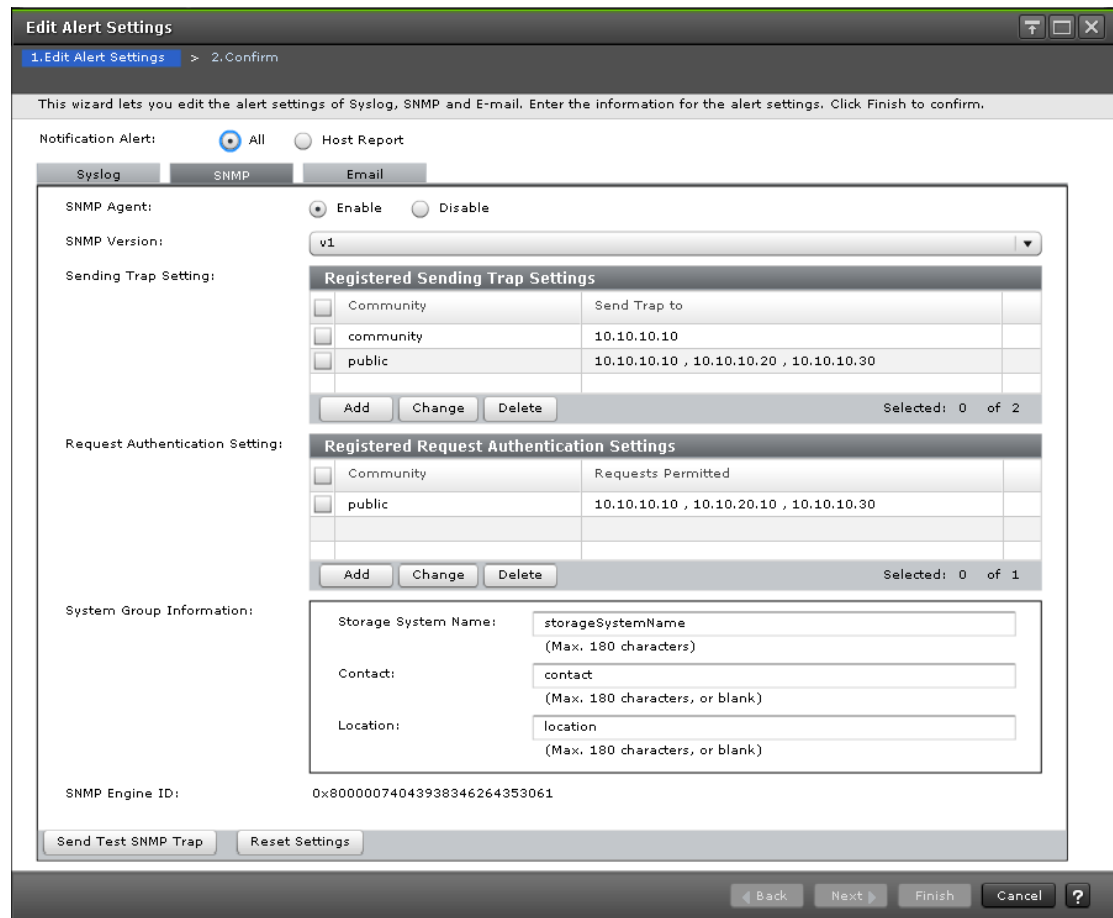 Edit Alert Settings
1.Edit Alert Settings > 2.Confirm
This wizard lets you edit the alert settings of Syslog, SNMP and E-mail. Enter the information for the alert settings. Click Finish to confirm.
Notification Alert: All Host Report
Syslog SNMP Email
SNMP Agent: Enable Disable
SNMP Version: v1
Sending Trap Setting: Registered Sending Trap Settings
Community Send Trap to
community 10.10.10.10
public 10.10.10.10 , 10.10.10.20 , 10.10.10.30
Add Change Delete Selected: 0 of 2
Request Authentication Setting: Registered Request Authentication Settings
Community Requests Permitted
public 10.10.10.10 , 10.10.20.10 , 10.10.10.30
Add Change Delete Selected: 0 of 1
System Group Information:
Storage System Name: storageSystemName
(Max. 180 characters)
Contact: contact
(Max. 180 characters, or blank)
Location: location
(Max. 180 characters, or blank)
SNMP Engine ID: 0x80000074043938346264353061
Send Test SNMP Trap Reset Settings
Back Next Finish Cancel ?